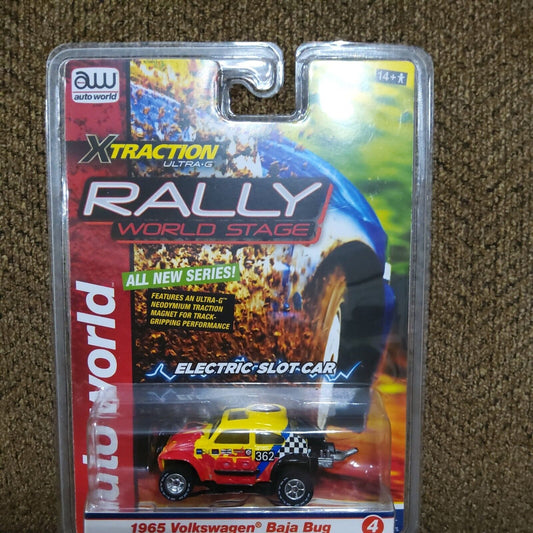 aw
auto world
14+
XTRACTION
ULTRA•G
RALLY
WORLD STAGE
ALL NEW SERIES!
FEATURES AN ULTRA-G™
NEODYMIUM TRACTION
MAGNET FOR TRACK-
GRIPPING PERFORMANCE
auto world
ELECTRIC SLOT CAR
362
1965 Volkswagen® Baja Bug
4